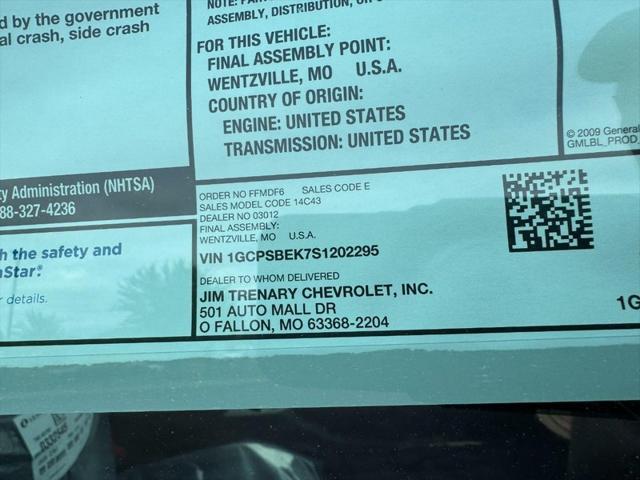 NOTE: PAR
ASSEMBLY, DISTRIBUTION, OR
d by the government
al crash, side crash
FOR THIS VEHICLE:
FINAL ASSEMBLY POINT:
WENTZVILLE, MO U.S.A.
COUNTRY OF ORIGIN:
ENGINE: UNITED STATES
TRANSMISSION: UNITED STATES
© 2009 General
GMLBL_PROD_
ty Administration (NHTSA)
88-327-4236
ORDER NO FFMDF6 SALES CODE E
SALES MODEL CODE 14C43
DEALER NO 03012
FINAL ASSEMBLY:
WENTZVILLE, MO U.S.A.
VIN 1GCPSBEK7S1202295
h the safety and
nStar®
r details.
DEALER TO WHOM DELIVERED
JIM TRENARY CHEVROLET, INC.
501 AUTO MALL DR
O FALLON, MO 63368-2204
1G